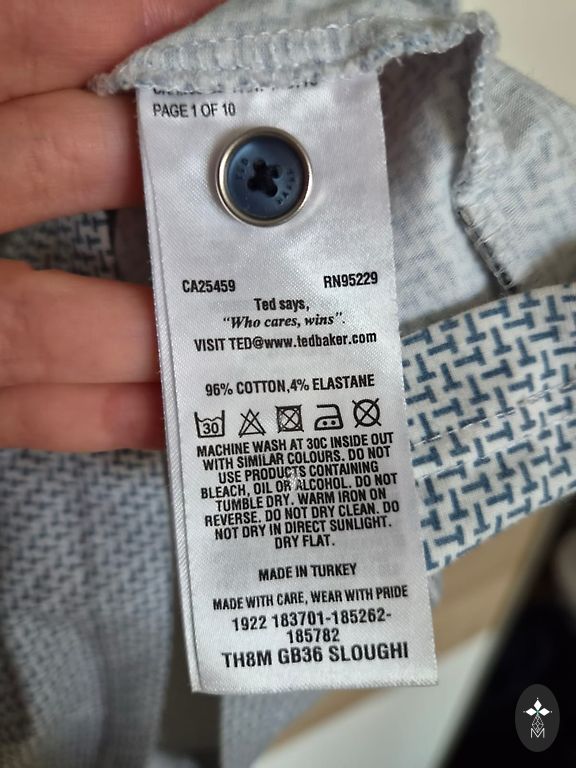 PAGE 1 OF 10
TED
BAKER
CA25459 RN95229
Ted says,
"Who cares, wins".
VISIT TED@www.tedbaker.com
96% COTTON,4% ELASTANE
30
MACHINE WASH AT 30C INSIDE OUT
WITH SIMILAR COLOURS. DO NOT
USE PRODUCTS CONTAINING
BLEACH, OIL OR ALCOHOL. DO NOT
TUMBLE DRY. WARM IRON ON
REVERSE. DO NOT DRY CLEAN. DO
NOT DRY IN DIRECT SUNLIGHT.
DRY FLAT.
MADE IN TURKEY
MADE WITH CARE, WEAR WITH PRIDE
1922 183701-185262-
185782
TH8M GB36 SLOUGHI